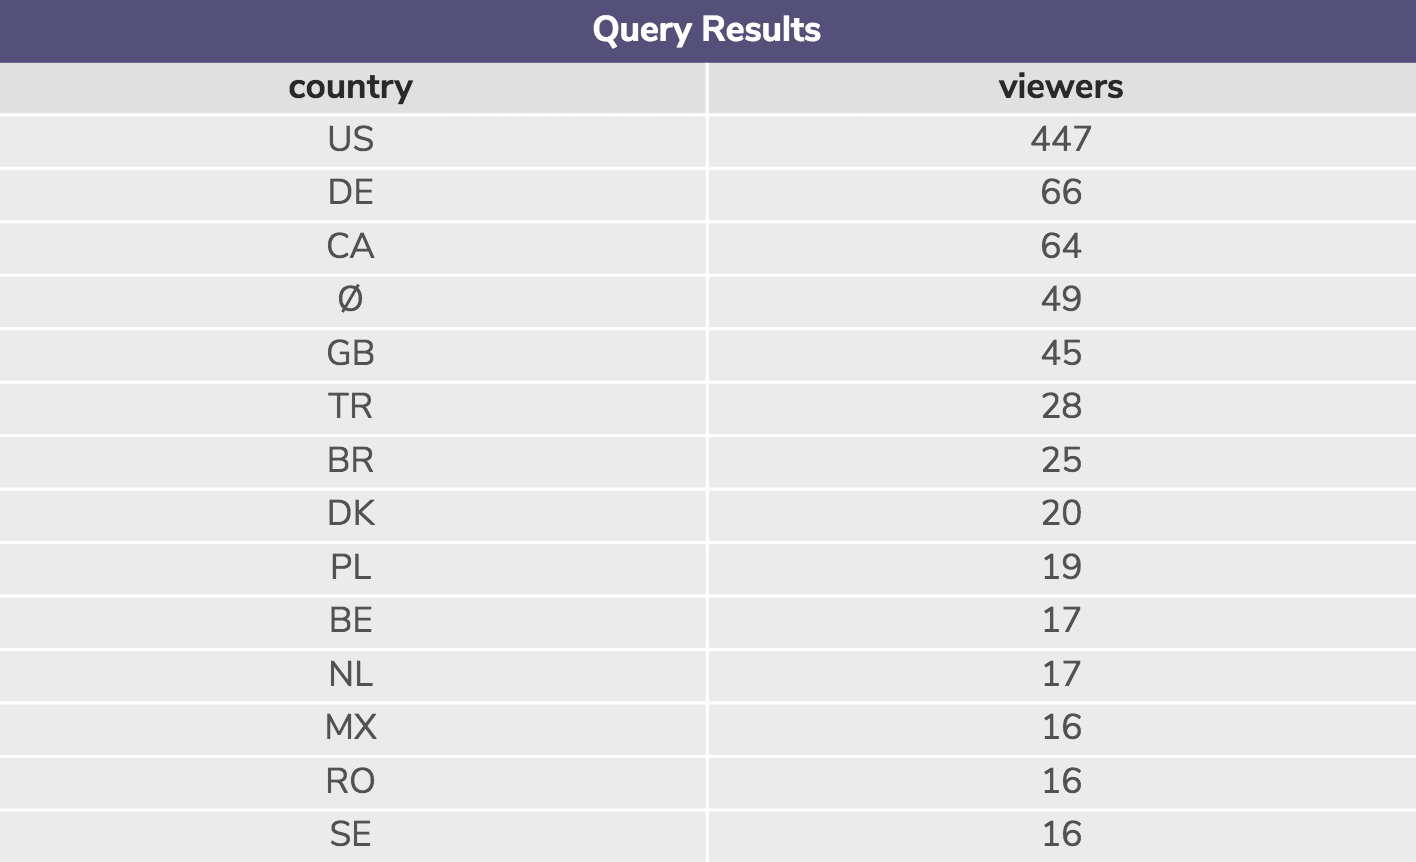 Query Results
country viewers
US 447
DE 66
CA 64
Ø 49
GB 45
TR 28
BR 25
DK 20
PL 19
BE 17
NL 17
MX 16
RO 16
SE 16